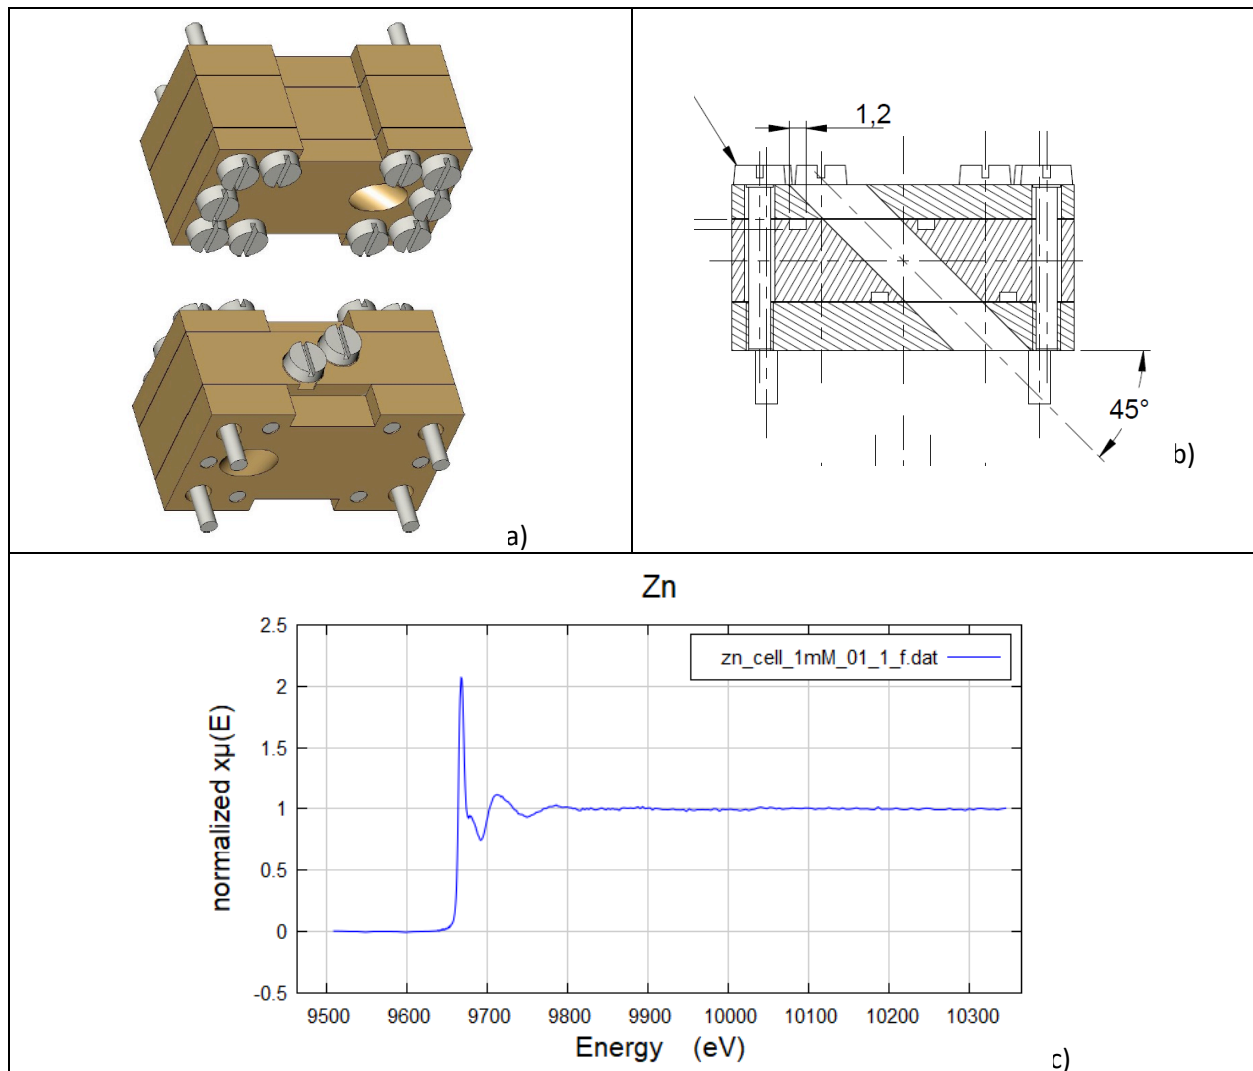 a)
1,2
45°
b)
Zn
zn_cell_1mM_01_1_f.dat
normalized xμ(E)
2.5
2
1.5
1
0.5
0
-0.5
9500 9600 9700 9800 9900 10000 10100 10200 10300
Energy (eV)
c)